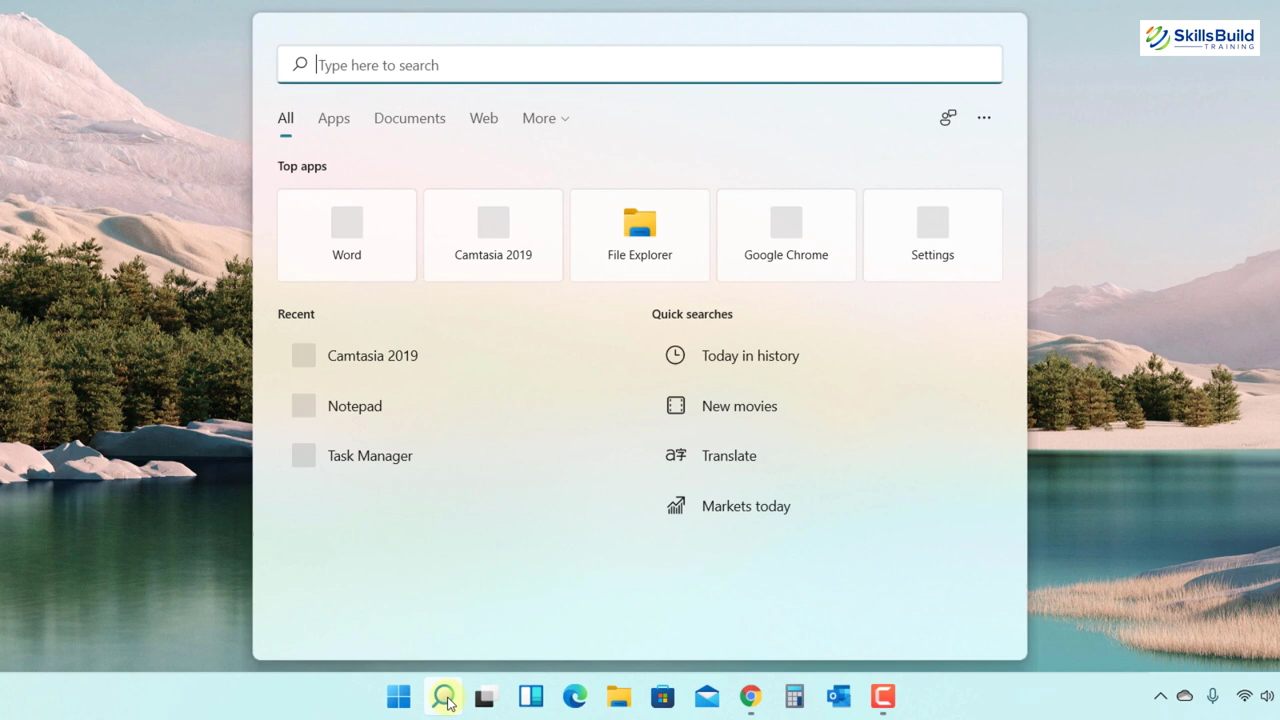 SkillsBuild
TRAINING
Type here to search
All Apps Documents Web More
Top apps
Word Camtasia 2019 File Explorer Google Chrome Settings
Recent Quick searches
Camtasia 2019 Today in history
Notepad New movies
Task Manager Translate
Markets today